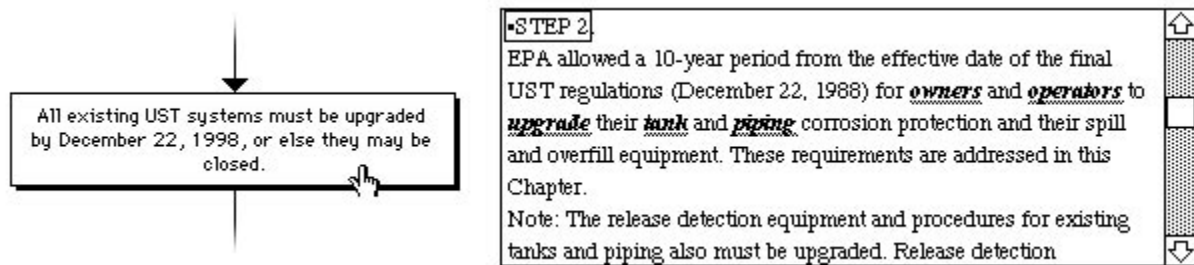 All existing UST systems must be upgraded
by December 22, 1998, or else they may be
closed.
▪STEP 2.
EPA allowed a 10-year period from the effective date of the final
UST regulations (December 22, 1988) for owners and operators to
upgrade their tank and piping corrosion protection and their spill
and overfill equipment. These requirements are addressed in this
Chapter.
Note: The release detection equipment and procedures for existing
tanks and piping also must be upgraded. Release detection